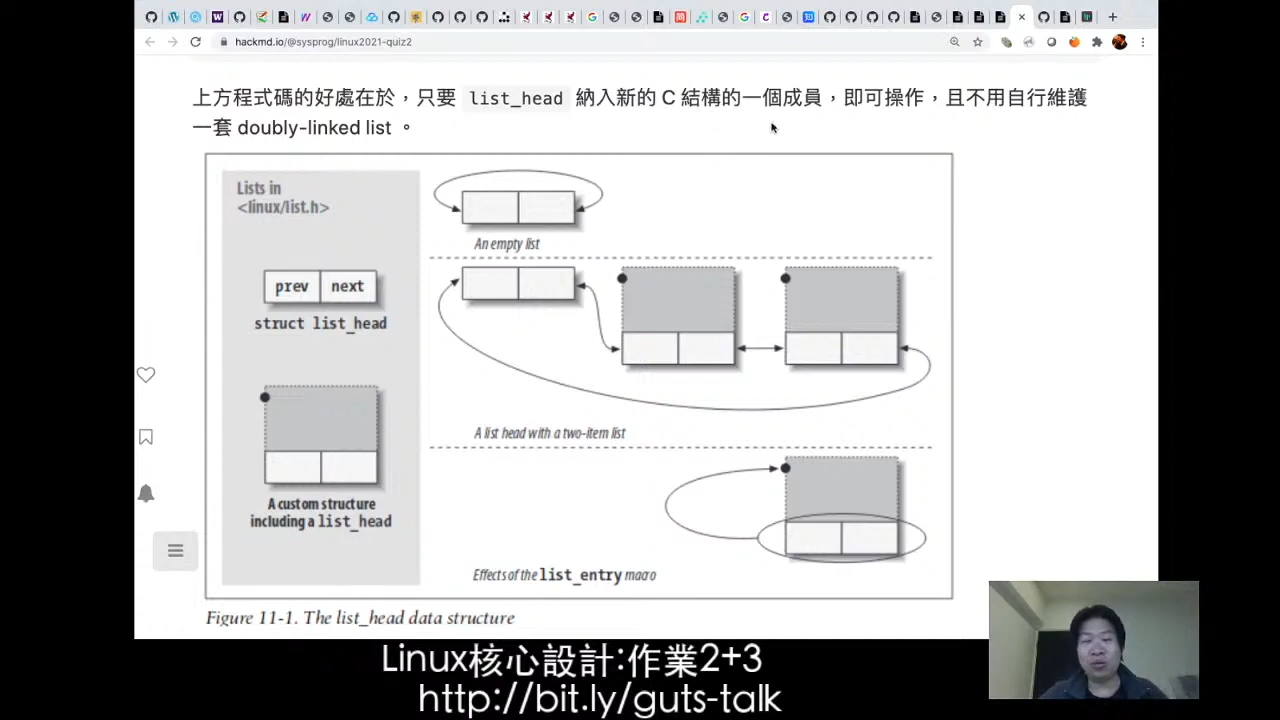 hackmd.io/@sysprog/linux2021-quiz2
上方程式碼的好處在於，只要 list_head 納入新的 C 結構的一個成員，即可操作，且不用自行維護
一套 doubly-linked list 。
Lists in
<linux/list.h>
An empty list
prev next
struct list_head
A list head with a two-item list
A custom structure
including a list_head
Effects of the list_entry macro
Figure 11-1. The list_head data structure
Linux核心設計:作業2+3
http://bit.ly/guts-talk